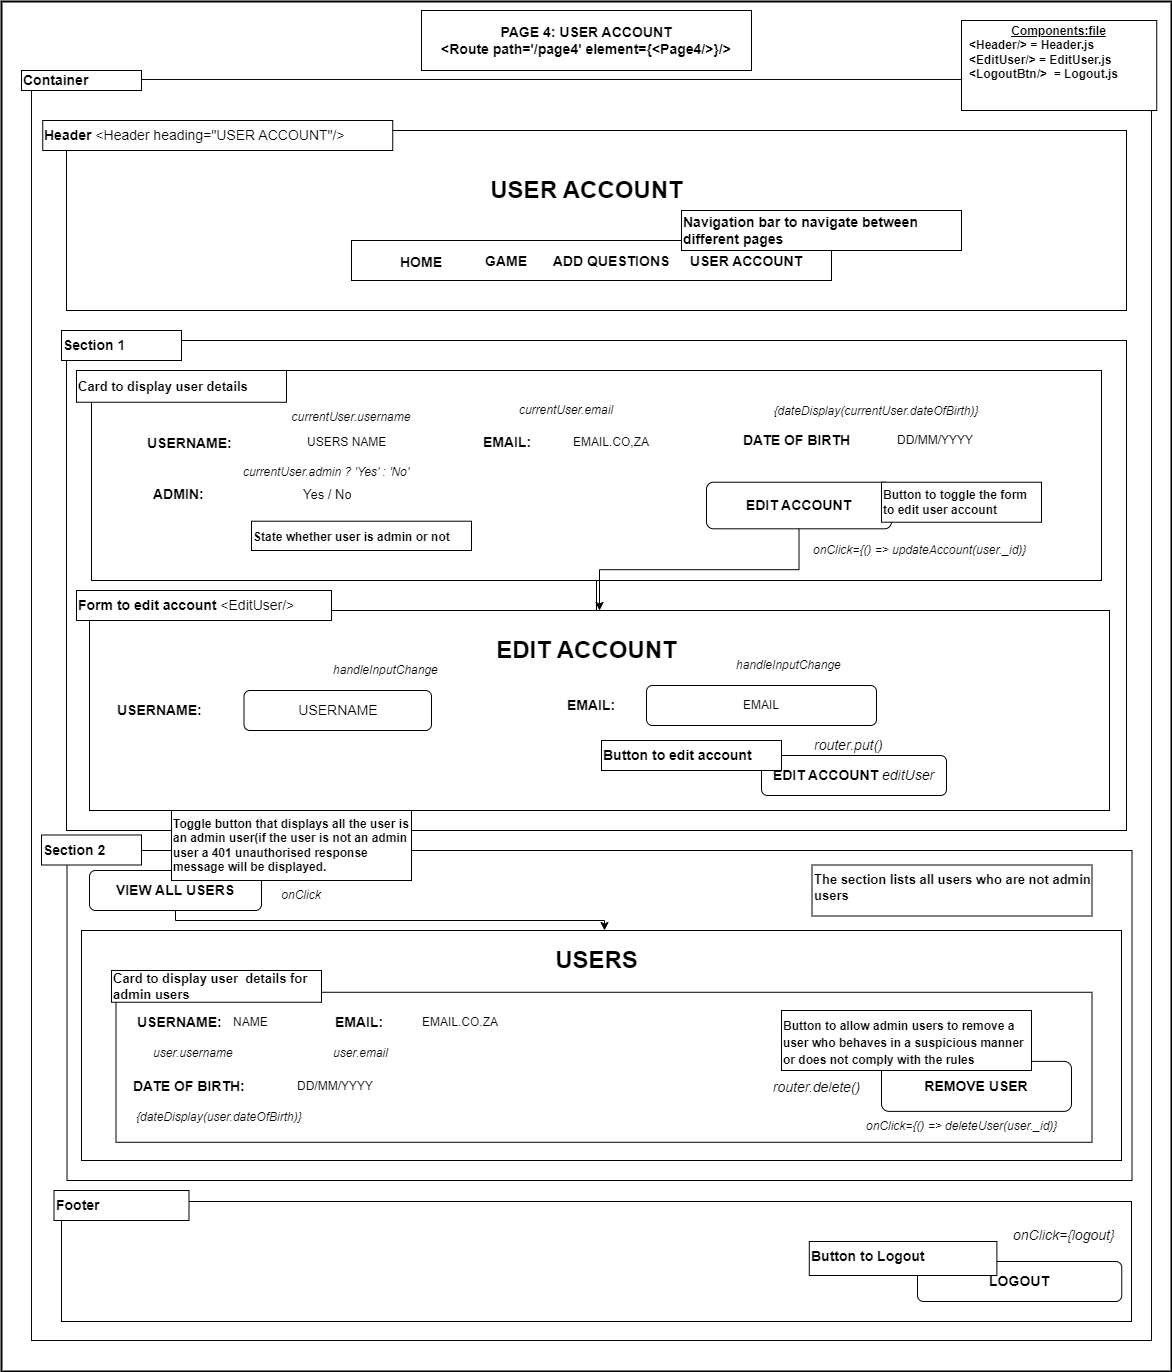 PAGE 4: USER ACCOUNT
<Route path='/page4' element={<Page4/>}/>
Components:file
<Header/> = Header.js
<EditUser/> = EditUser.js
<LogoutBtn/>  = Logout.js
Container
Header <Header heading="USER ACCOUNT"/>
USER ACCOUNT
Navigation bar to navigate between
different pages
HOME GAME ADD QUESTIONS USER ACCOUNT
Section 1
Card to display user details
currentUser.username currentUser.email {dateDisplay(currentUser.dateOfBirth)}
USERNAME: USERS NAME EMAIL: EMAIL.CO,ZA DATE OF BIRTH DD/MM/YYYY
currentUser.admin ? 'Yes' : 'No'
ADMIN: Yes / No
EDIT ACCOUNT
Button to toggle the form
to edit user account
State whether user is admin or not
onClick={() => updateAccount(user._id)}
Form to edit account <EditUser/>
EDIT ACCOUNT
handleInputChange handleInputChange
USERNAME: USERNAME EMAIL: EMAIL
router.put()
Button to edit account
EDIT ACCOUNT editUser
Toggle button that displays all the user is
an admin user(if the user is not an admin
user a 401 unauthorised response
message will be displayed.
Section 2
VIEW ALL USERS onClick
The section lists all users who are not admin
users
USERS
Card to display user  details for
admin users
USERNAME: NAME EMAIL: EMAIL.CO.ZA
user.username user.email
Button to allow admin users to remove a
user who behaves in a suspicious manner
or does not comply with the rules
DATE OF BIRTH: DD/MM/YYYY
router.delete() REMOVE USER
{dateDisplay(user.dateOfBirth)}
onClick={() => deleteUser(user._id)}
Footer
onClick={logout}
Button to Logout
LOGOUT